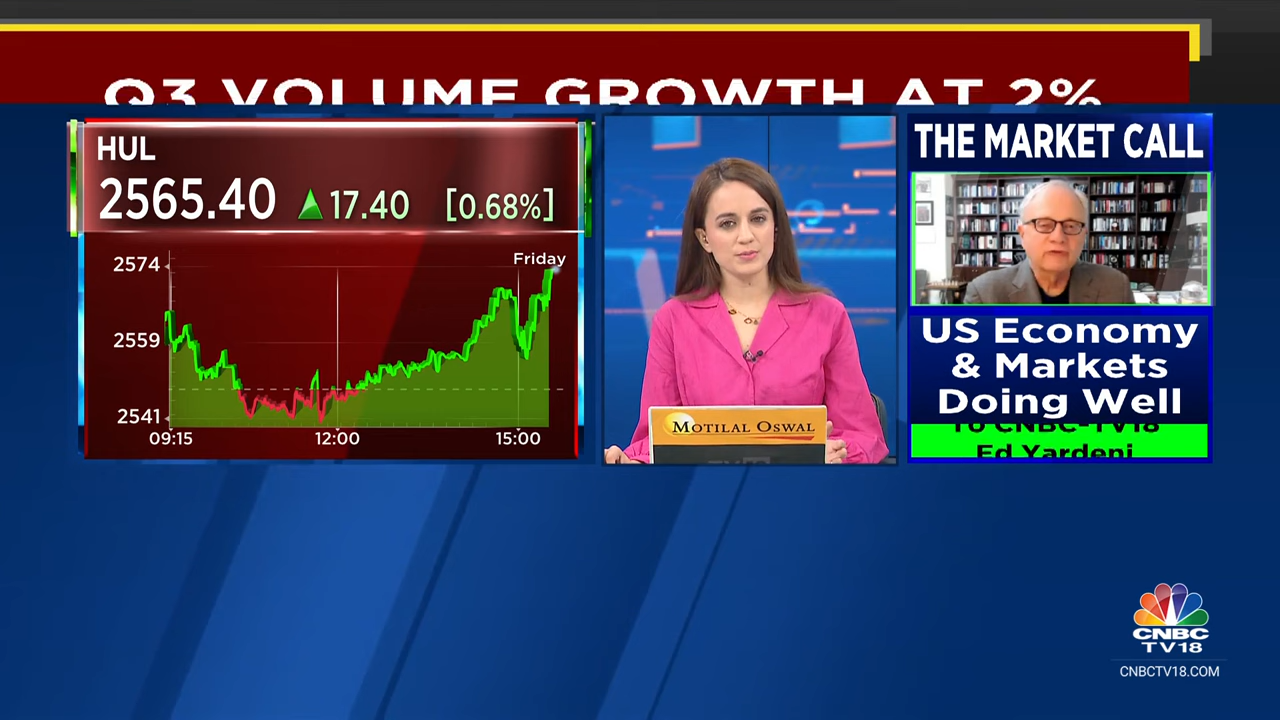 Q3 VOLUME GROWTH AT 2%
HUL
2565.40 ▲ 17.40 [0.68%]
Friday
2574
2559
2541
09:15 12:00 15:00
MOTILAL OSWAL
TV18
THE MARKET CALL
US Economy
& Markets
Doing Well
To CNBC-TV18
Ed Yardeni
CNBC
TV18
CNBCTV18.COM